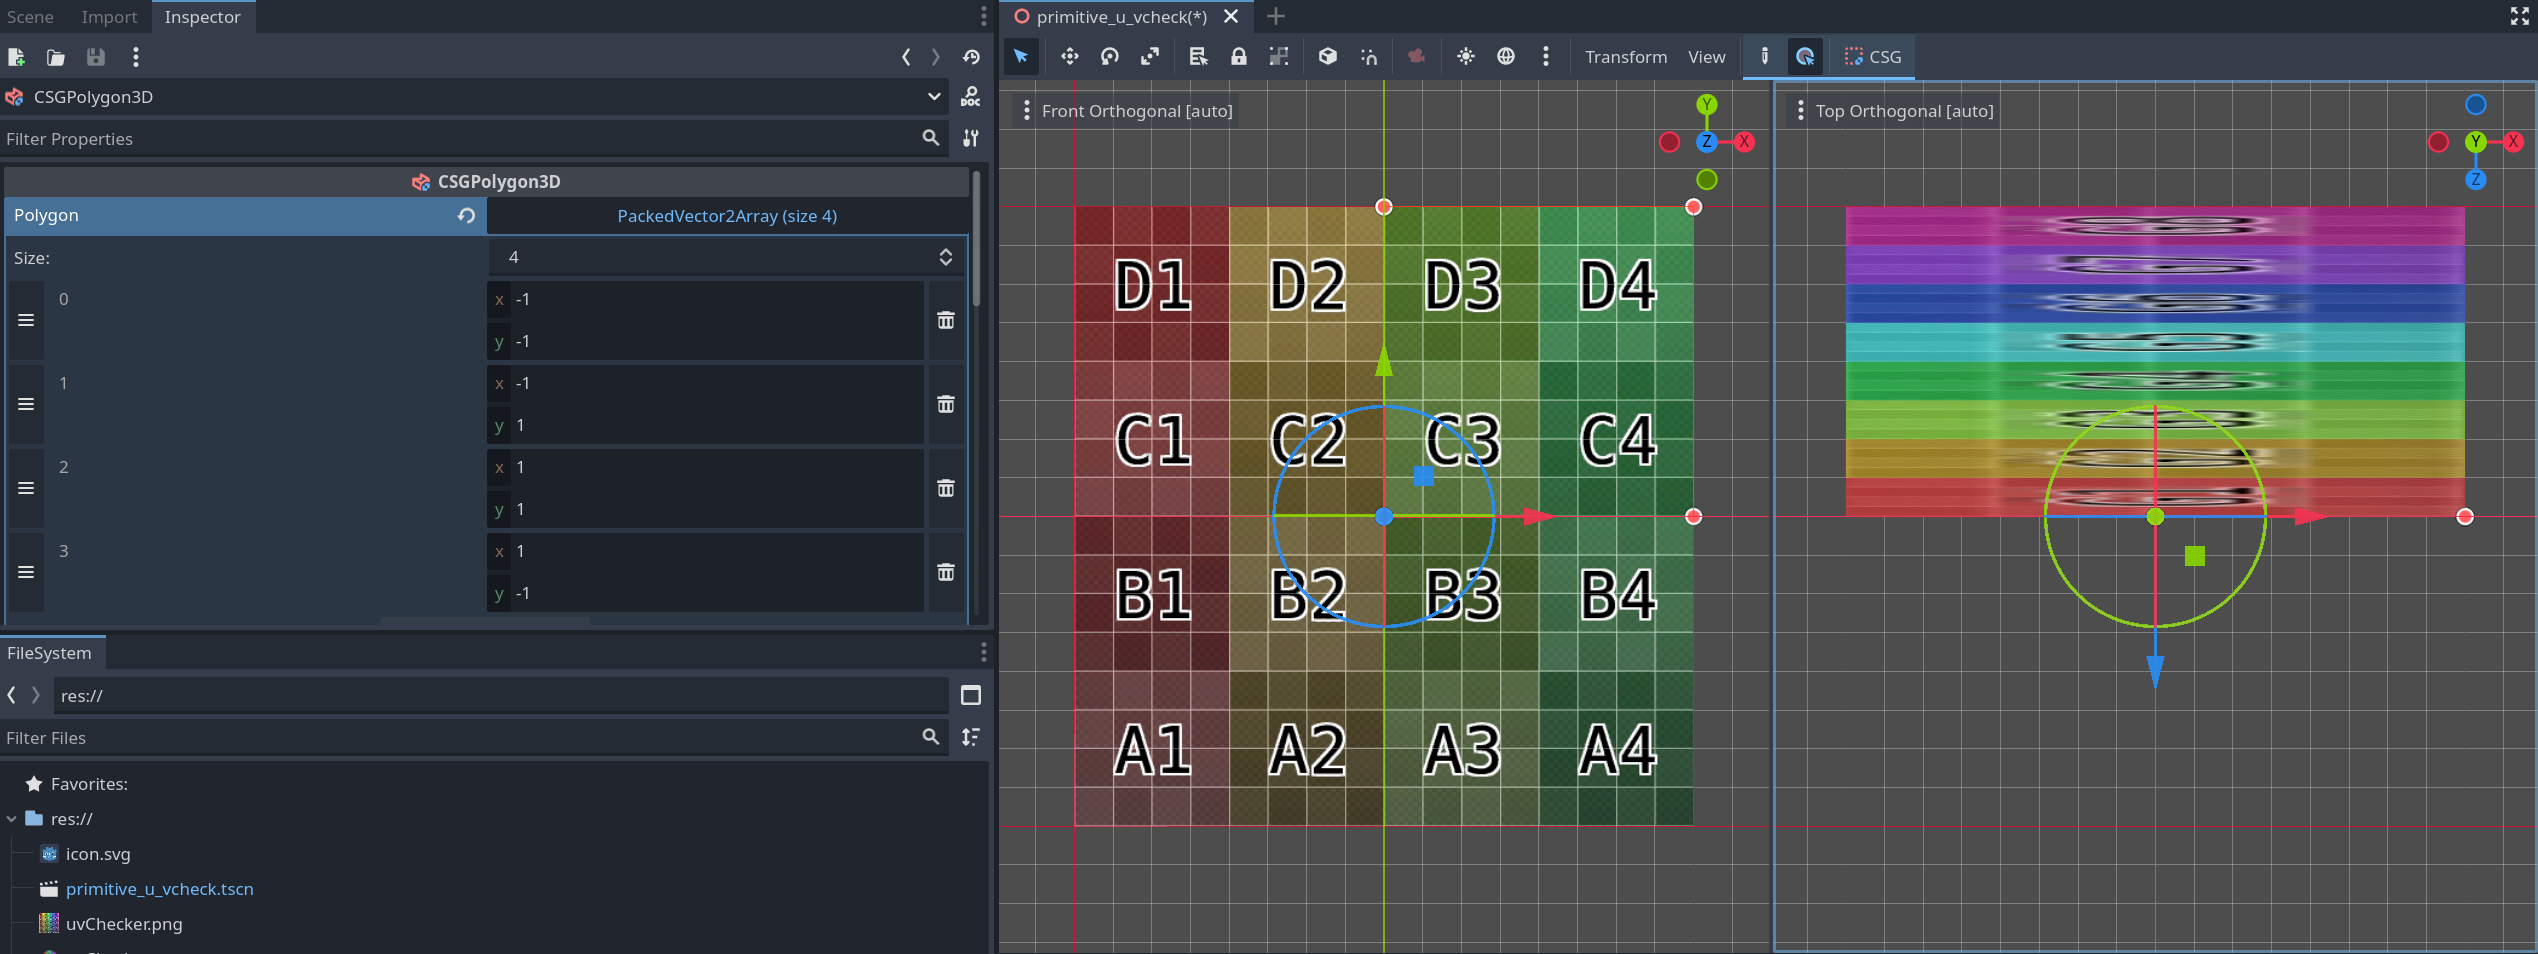 Scene Import Inspector
CSGPolygon3D
DOC
Filter Properties
CSGPolygon3D
Polygon PackedVector2Array (size 4)
Size: 4
0 x -1
y -1
1 x -1
y 1
2 x 1
y 1
3 x 1
y -1
FileSystem
res://
Filter Files
Favorites:
res://
icon.svg
primitive_u_vcheck.tscn
uvChecker.png
primitive_u_vcheck(*)
Transform View CSG
Front Orthogonal [auto]
Y
Z X
D1 D2 D3 D4
C1 C2 C3 C4
B1 B2 B3 B4
A1 A2 A3 A4
Top Orthogonal [auto]
Y X
Z